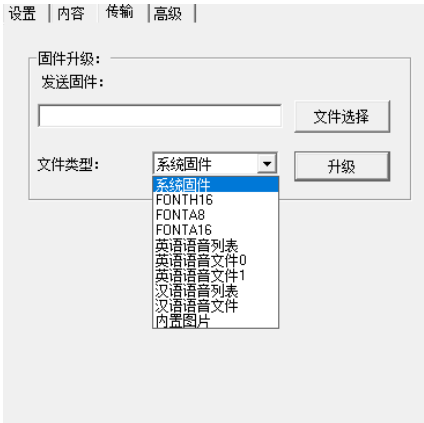 设置 内容 传输 高级
固件升级:
发送固件:
文件选择
文件类型: 系统固件 升级
系统固件
FONTH16
FONTA8
FONTA16
英语语音列表
英语语音文件0
英语语音文件1
汉语语音列表
汉语语音文件
内置图片